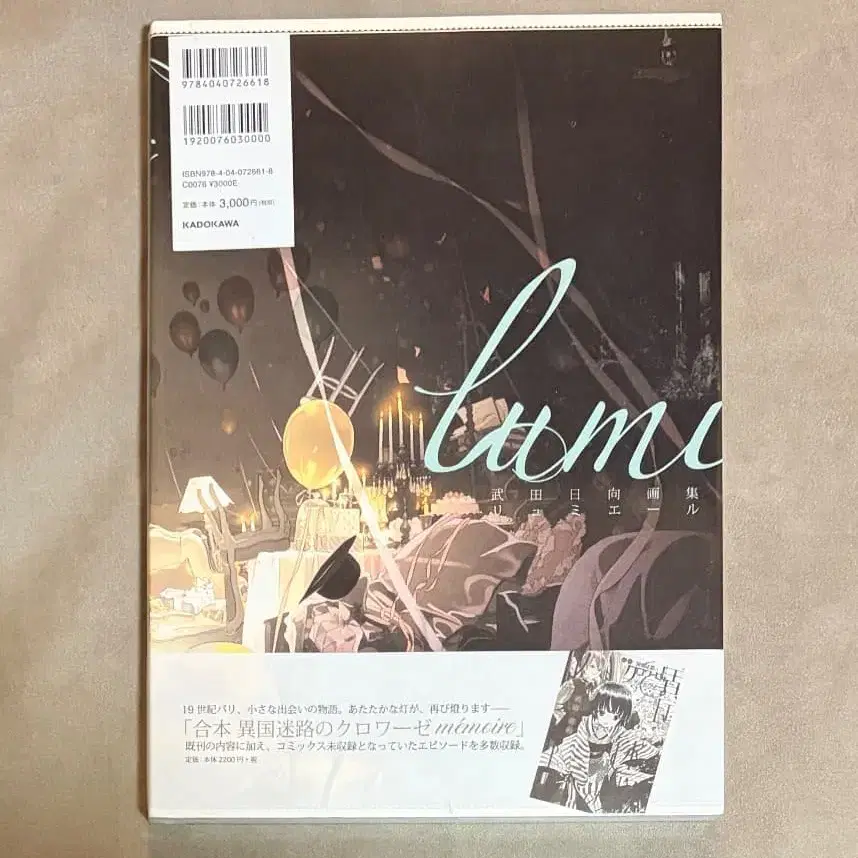 9784040726618
1920076030000
ISBN978-4-04-072661-8
C0076 ¥3000E
定価：本体 3,000円(税別)
KADOKAWA
lumi
武田日向画集
リュミエール
19世紀パリ、小さな出会いの物語。あたたかな灯が、再び燈ります――
「合本 異国迷路のクロワーゼ mémoire」
既刊の内容に加え、コミックス未収録となっていたエピソードを多数収録。
定価：本体2200円+税